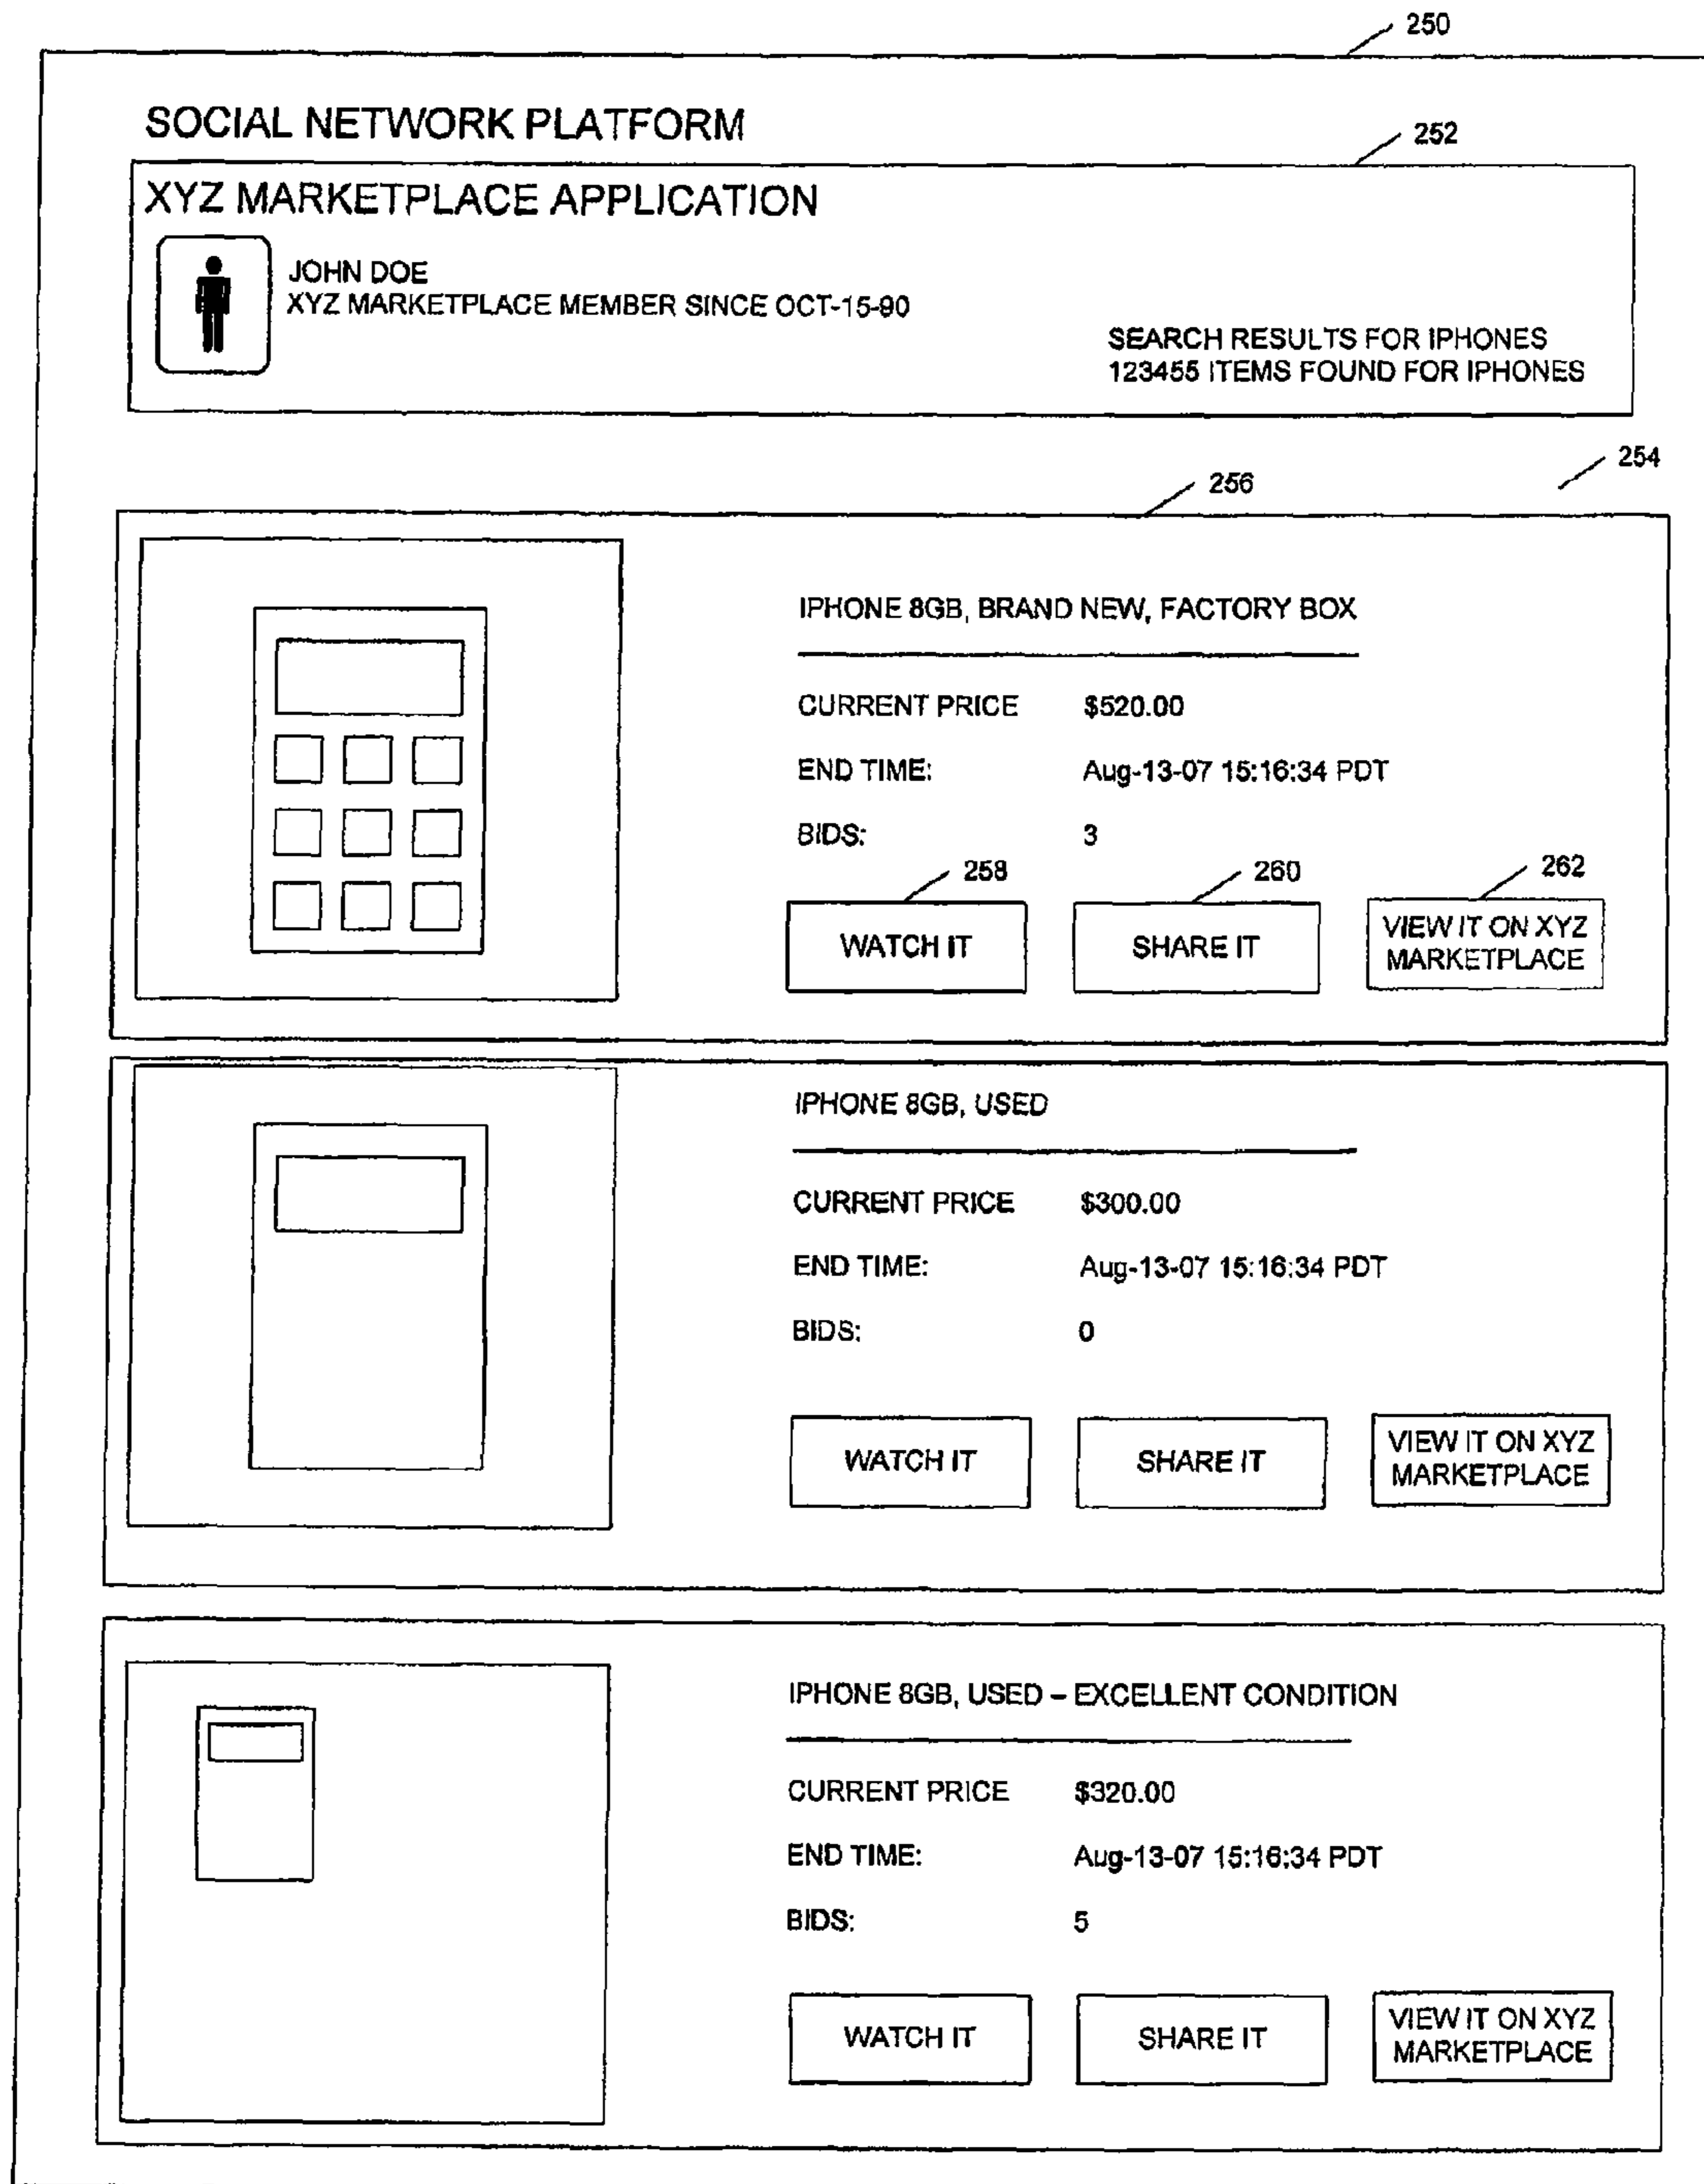 250
SOCIAL NETWORK PLATFORM
252
XYZ MARKETPLACE APPLICATION
JOHN DOE
XYZ MARKETPLACE MEMBER SINCE OCT-15-90
SEARCH RESULTS FOR IPHONES
123455 ITEMS FOUND FOR IPHONES
254
256
IPHONE 8GB, BRAND NEW, FACTORY BOX
CURRENT PRICE $520.00
END TIME: Aug-13-07 15:16:34 PDT
BIDS: 3
258 260 262
WATCH IT SHARE IT VIEW IT ON XYZ
MARKETPLACE
IPHONE 8GB, USED
CURRENT PRICE $300.00
END TIME: Aug-13-07 15:16:34 PDT
BIDS: 0
WATCH IT SHARE IT VIEW IT ON XYZ
MARKETPLACE
IPHONE 8GB, USED – EXCELLENT CONDITION
CURRENT PRICE $320.00
END TIME: Aug-13-07 15:16:34 PDT
BIDS: 5
WATCH IT SHARE IT VIEW IT ON XYZ
MARKETPLACE